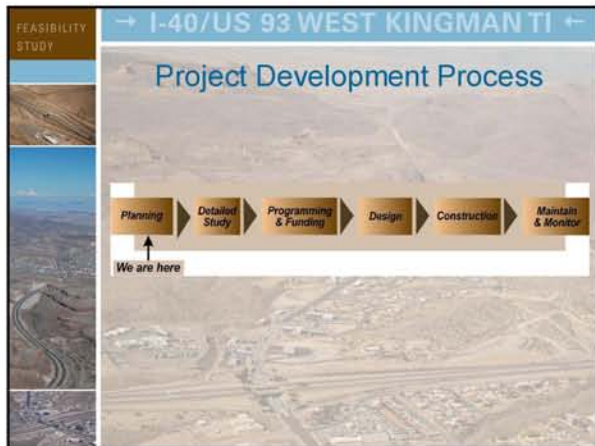 FEASIBILITY
STUDY
→ I-40/US 93 WEST KINGMAN TI ←
Project Development Process
Planning
Detailed
Study
Programming
& Funding
Design
Construction
Maintain
& Monitor
We are here